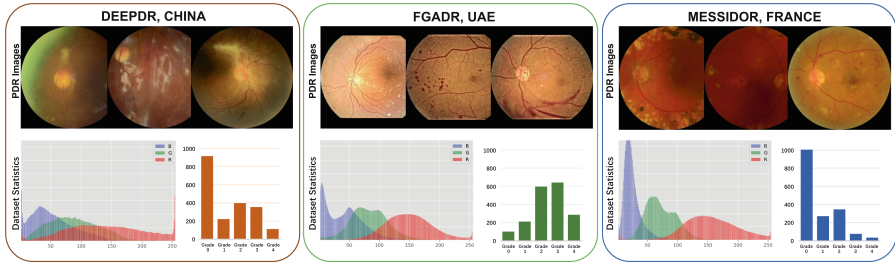 DEEPDR, CHINA
PDR Images
Dataset Statistics
B
G
R
50 100 150 200 250
1000
800
600
400
200
0
Grade 0 Grade 1 Grade 2 Grade 3 Grade 4
FGADR, UAE
PDR Images
Dataset Statistics
B
G
R
50 100 150 200 250
1000
800
600
400
200
0
Grade 0 Grade 1 Grade 2 Grade 3 Grade 4
MESSIDOR, FRANCE
PDR Images
Dataset Statistics
B
G
R
50 100 150 200 250
1000
800
600
400
200
0
Grade 0 Grade 1 Grade 2 Grade 3 Grade 4